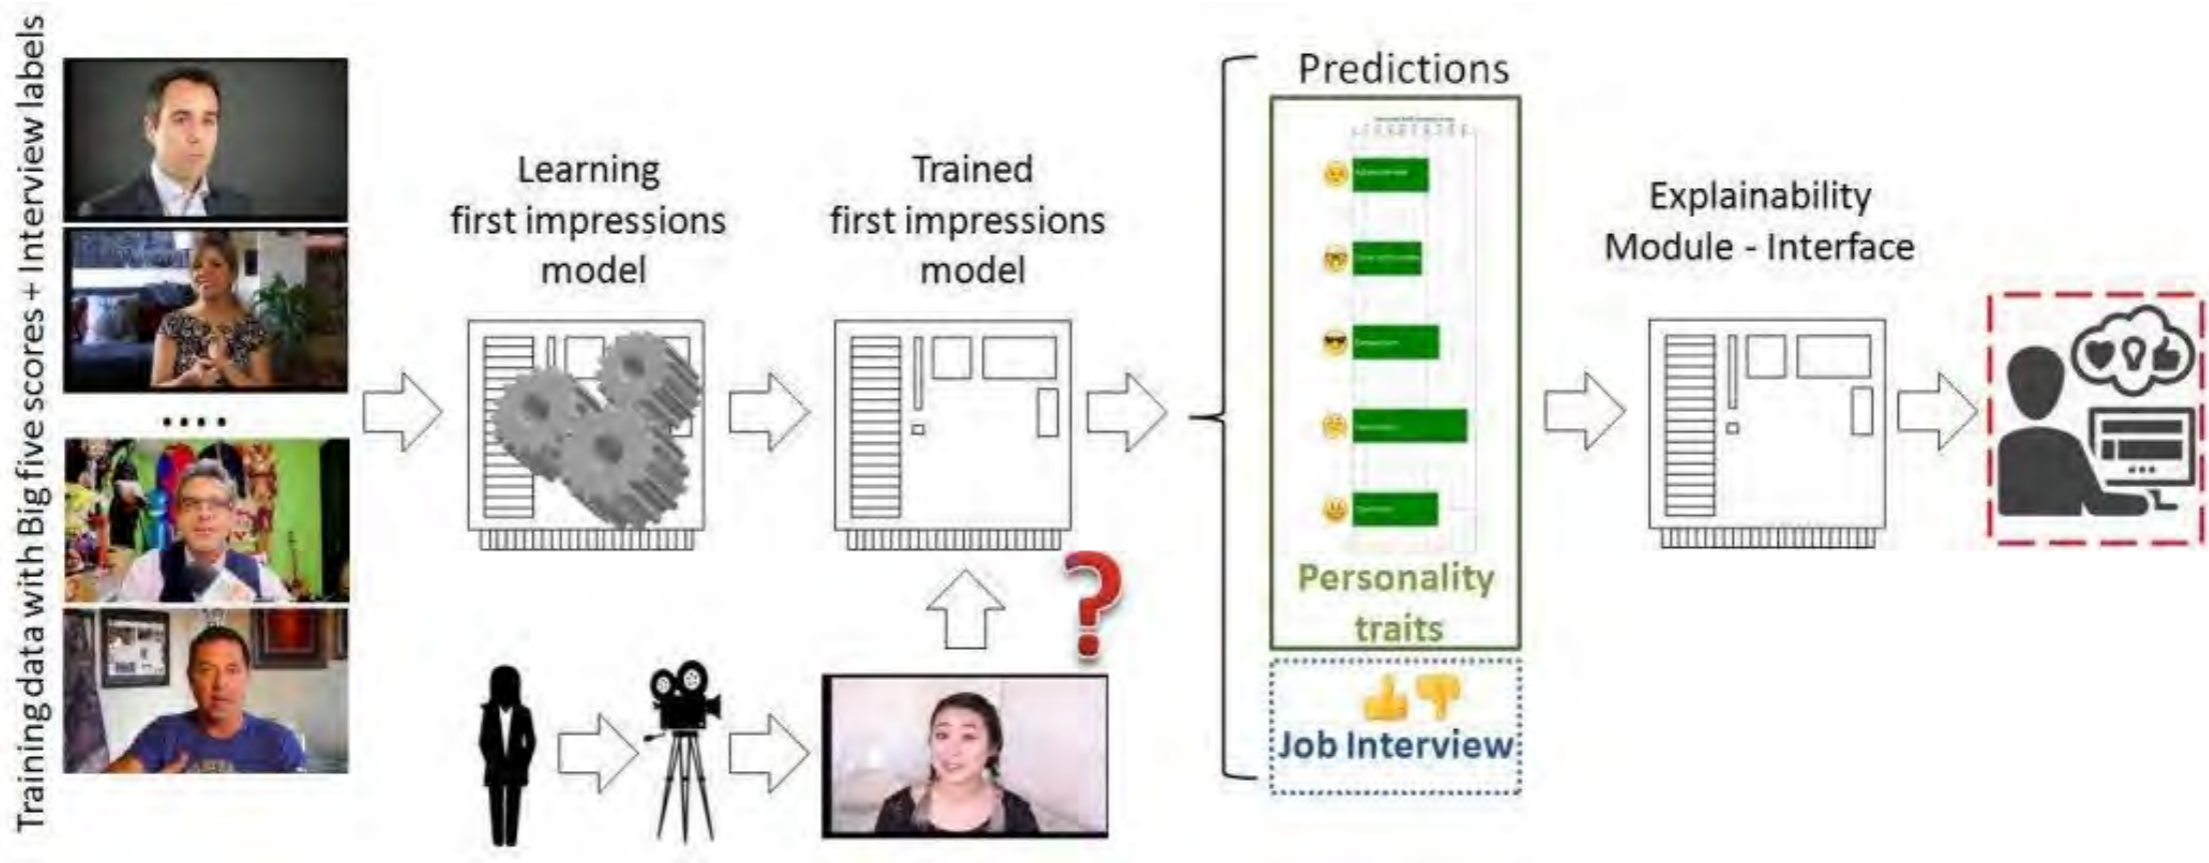 Training data with Big five scores + Interview labels
Learning
first impressions
model
Trained
first impressions
model
Predictions
Personality
traits
Job Interview
Explainability
Module - Interface